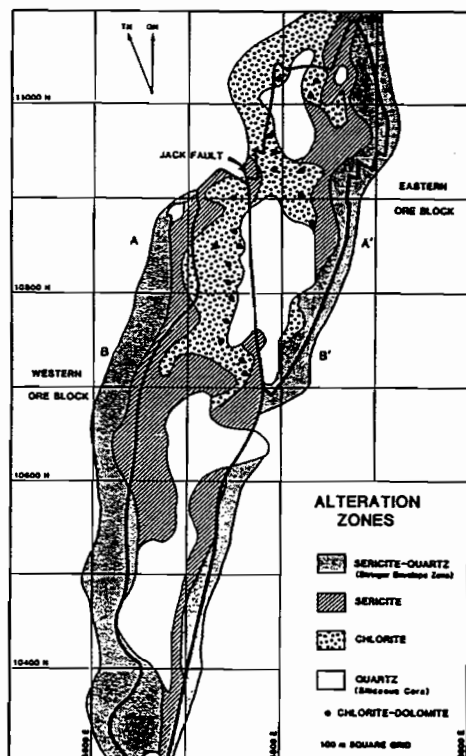 TN GN
11000 N
JACK FAULT
EASTERN
ORE BLOCK
A A'
10800 N
B B'
WESTERN
ORE BLOCK
10600 N
ALTERATION
ZONES
SERICITE-QUARTZ
(Stringer Envelope Zone)
SERICITE
CHLORITE
10400 N
QUARTZ
(Siliceous Core)
CHLORITE-DOLOMITE
100 m SQUARE GRID